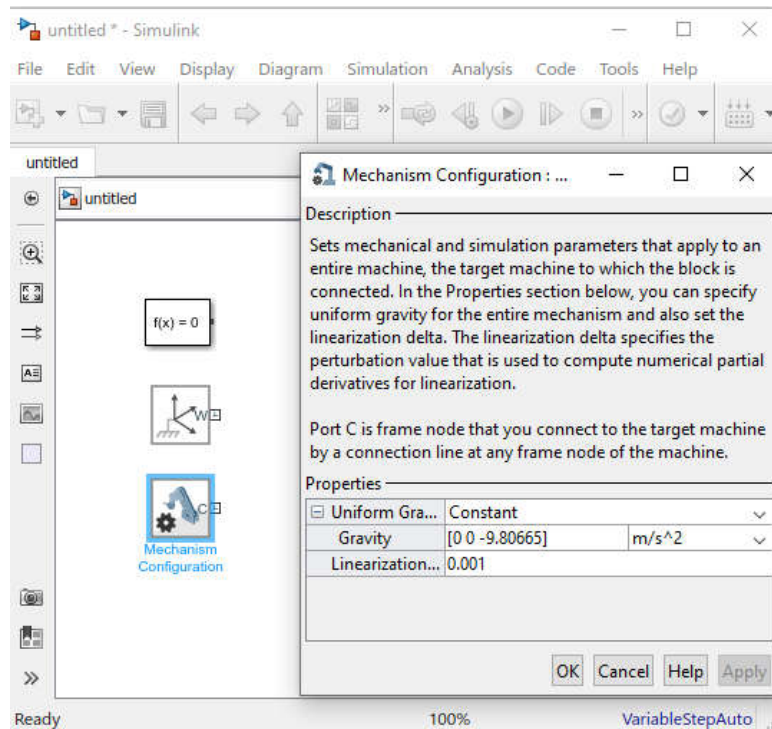 untitled * - Simulink
File Edit View Display Diagram Simulation Analysis Code Tools Help
untitled
untitled
f(x) = 0
W
C
Mechanism
Configuration
Mechanism Configuration : ...
Description
Sets mechanical and simulation parameters that apply to an
entire machine, the target machine to which the block is
connected. In the Properties section below, you can specify
uniform gravity for the entire mechanism and also set the
linearization delta. The linearization delta specifies the
perturbation value that is used to compute numerical partial
derivatives for linearization.
Port C is frame node that you connect to the target machine
by a connection line at any frame node of the machine.
Properties
Uniform Gra... Constant
Gravity [0 0 -9.80665] m/s^2
Linearization... 0.001
OK Cancel Help Apply
Ready 100% VariableStepAuto